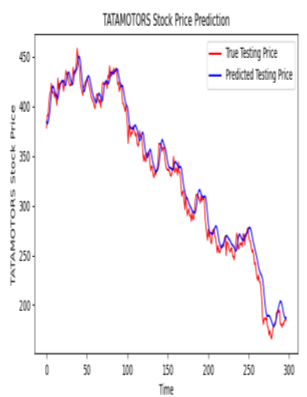 TATAMOTORS Stock Price Prediction
True Testing Price
Predicted Testing Price
TATAMOTORS Stock Price
450
400
350
300
250
200
0 50 100 150 200 250 300
Time